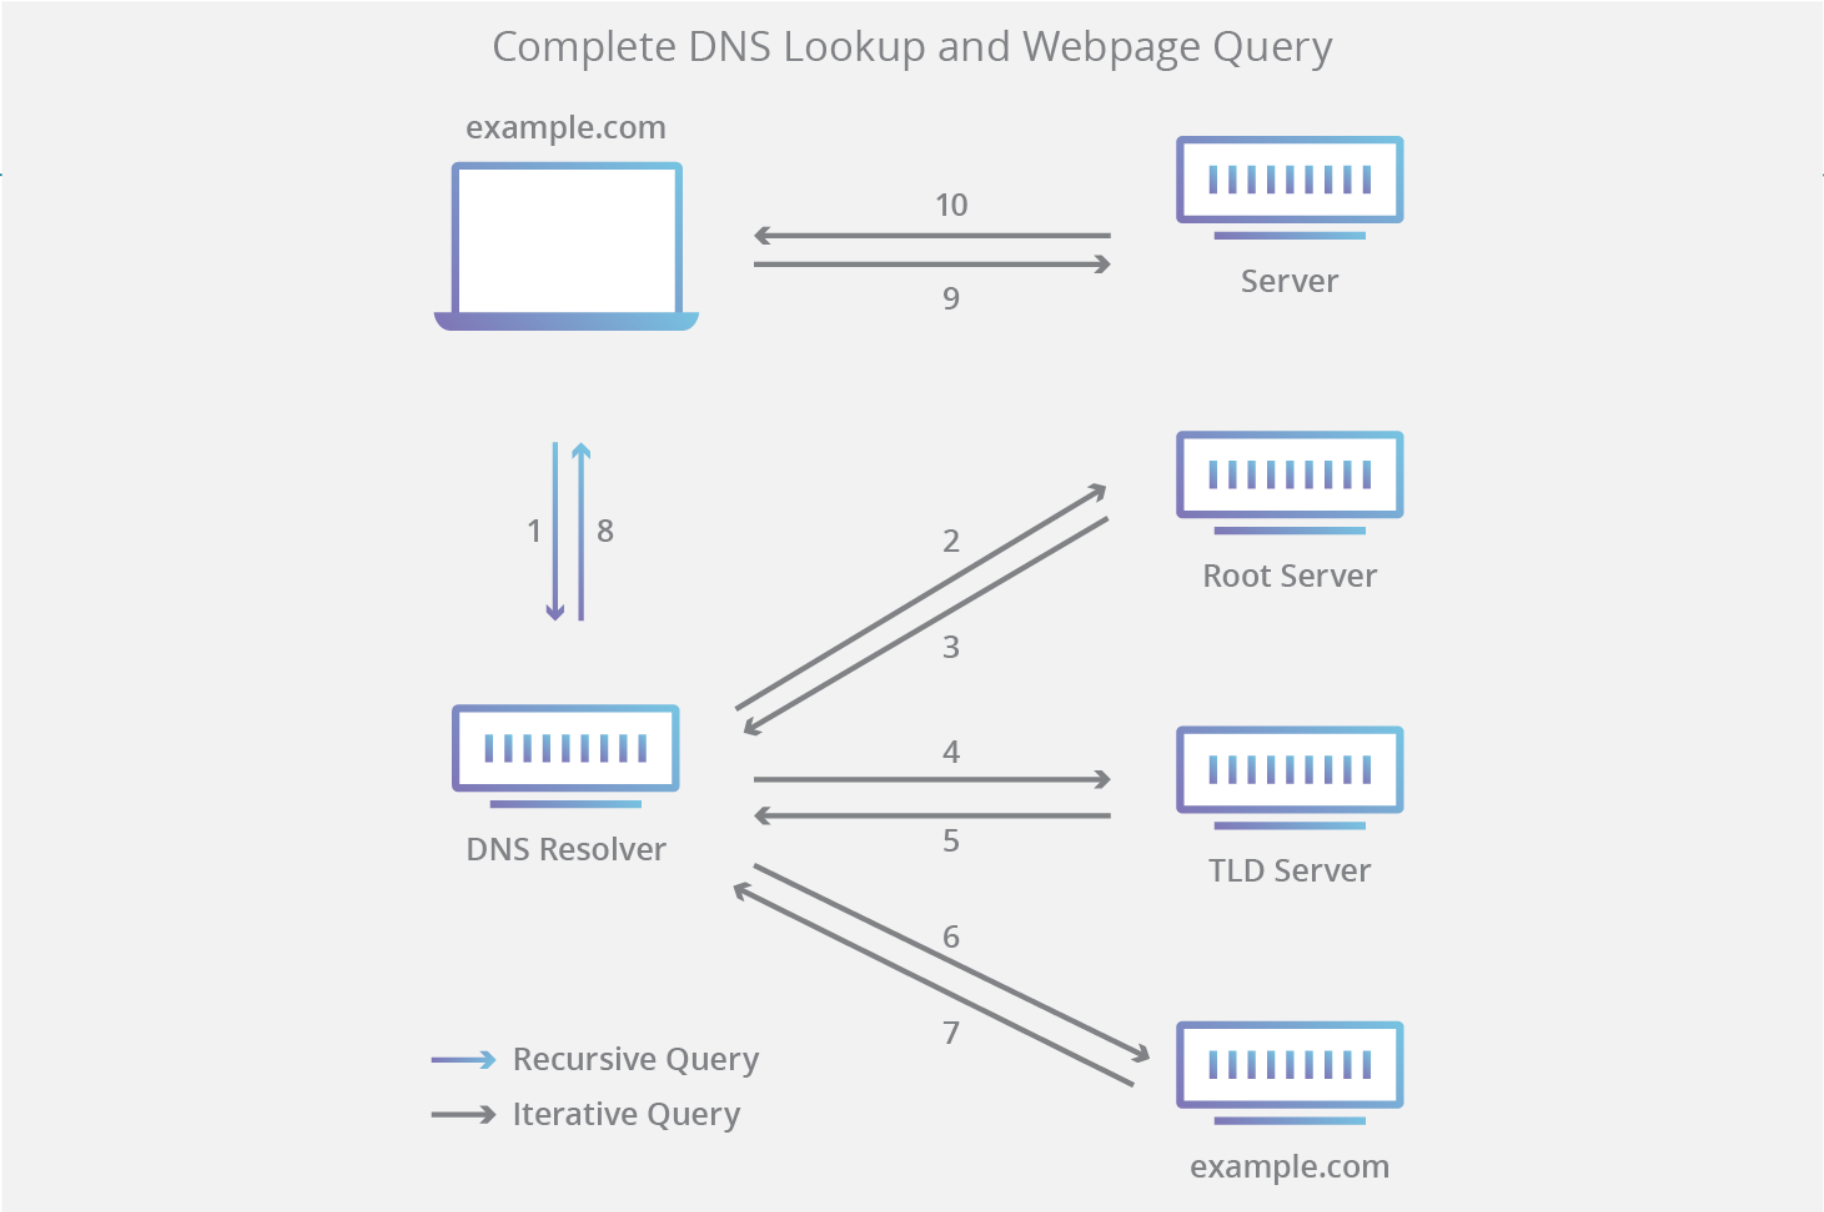 Complete DNS Lookup and Webpage Query
example.com
10
9
Server
1
8
2
3
Root Server
4
5
DNS Resolver
TLD Server
6
7
Recursive Query
Iterative Query
example.com